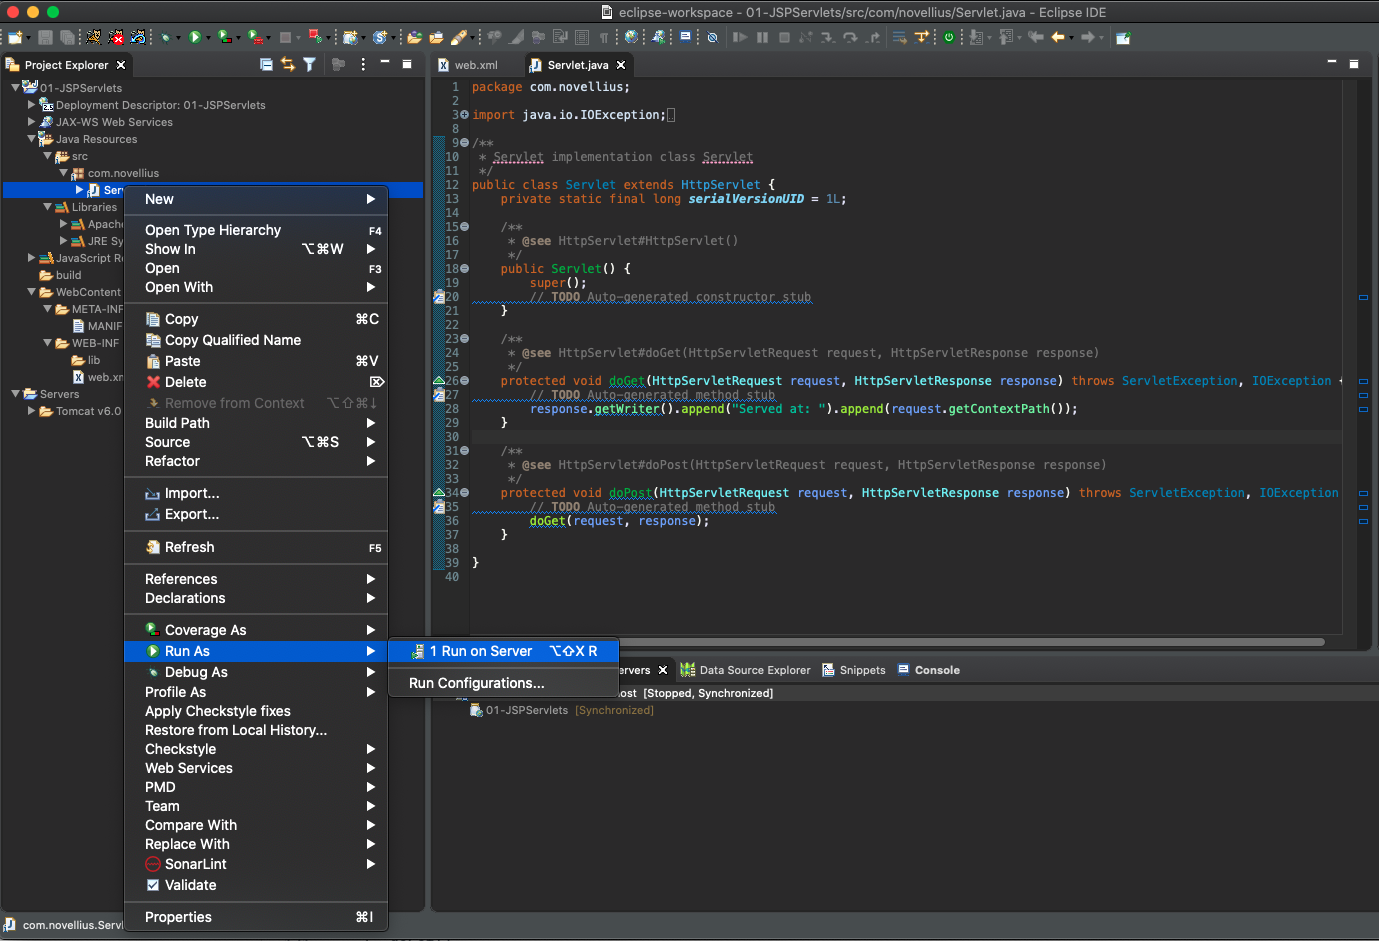 eclipse-workspace - 01-JSPServlets/src/com/novellius/Servlet.java - Eclipse IDE
Project Explorer
01-JSPServlets
Deployment Descriptor: 01-JSPServlets
JAX-WS Web Services
Java Resources
src
com.novellius
Serv
Libraries
Apache
JRE Sy
JavaScript Re
build
WebContent
META-INF
MANIF
WEB-INF
lib
web.xm
Servers
Tomcat v6.0
New
Open Type Hierarchy F4
Show In ⌥⌘W
Open F3
Open With
Copy ⌘C
Copy Qualified Name
Paste ⌘V
Delete ⌦
Remove from Context ⌥⇧⌘↓
Build Path
Source ⌥⌘S
Refactor
Import...
Export...
Refresh F5
References
Declarations
Coverage As
Run As
Debug As
Profile As
Apply Checkstyle fixes
Restore from Local History...
Checkstyle
Web Services
PMD
Team
Compare With
Replace With
SonarLint
Validate
Properties ⌘I
1 Run on Server ⌥⇧X R
Run Configurations...
com.novellius.Servl
web.xml
Servlet.java
1 package com.novellius;
2
3 import java.io.IOException;
8
9 /**
10 * Servlet implementation class Servlet
11 */
12 public class Servlet extends HttpServlet {
13 private static final long serialVersionUID = 1L;
14
15 /**
16 * @see HttpServlet#HttpServlet()
17 */
18 public Servlet() {
19 super();
20 // TODO Auto-generated constructor stub
21 }
22
23 /**
24 * @see HttpServlet#doGet(HttpServletRequest request, HttpServletResponse response)
25 */
26 protected void doGet(HttpServletRequest request, HttpServletResponse response) throws ServletException, IOException {
27 // TODO Auto-generated method stub
28 response.getWriter().append("Served at: ").append(request.getContextPath());
29 }
30
31 /**
32 * @see HttpServlet#doPost(HttpServletRequest request, HttpServletResponse response)
33 */
34 protected void doPost(HttpServletRequest request, HttpServletResponse response) throws ServletException, IOException
35 // TODO Auto-generated method stub
36 doGet(request, response);
37 }
38
39 }
40
ervers
Data Source Explorer
Snippets
Console
ost [Stopped, Synchronized]
01-JSPServlets [Synchronized]